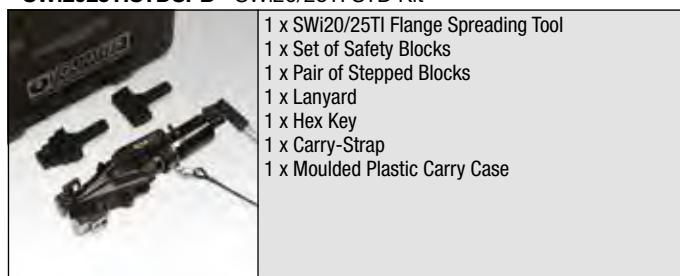 1 x SWi20/25TI Flange Spreading Tool
1 x Set of Safety Blocks
1 x Pair of Stepped Blocks
1 x Lanyard
1 x Hex Key
1 x Carry-Strap
1 x Moulded Plastic Carry Case